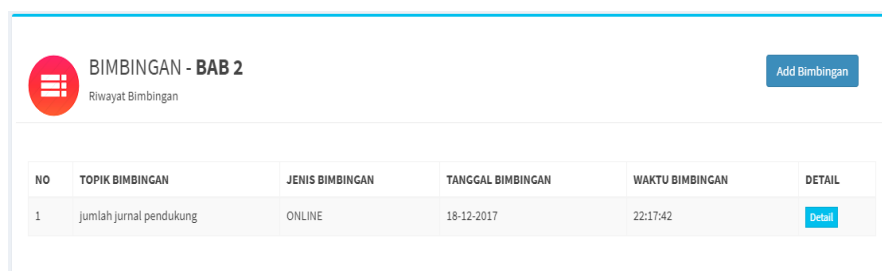 BIMBINGAN - BAB 2
Riwayat Bimbingan
Add Bimbingan
NO TOPIK BIMBINGAN JENIS BIMBINGAN TANGGAL BIMBINGAN WAKTU BIMBINGAN DETAIL
1 jumlah jurnal pendukung ONLINE 18-12-2017 22:17:42 Detail